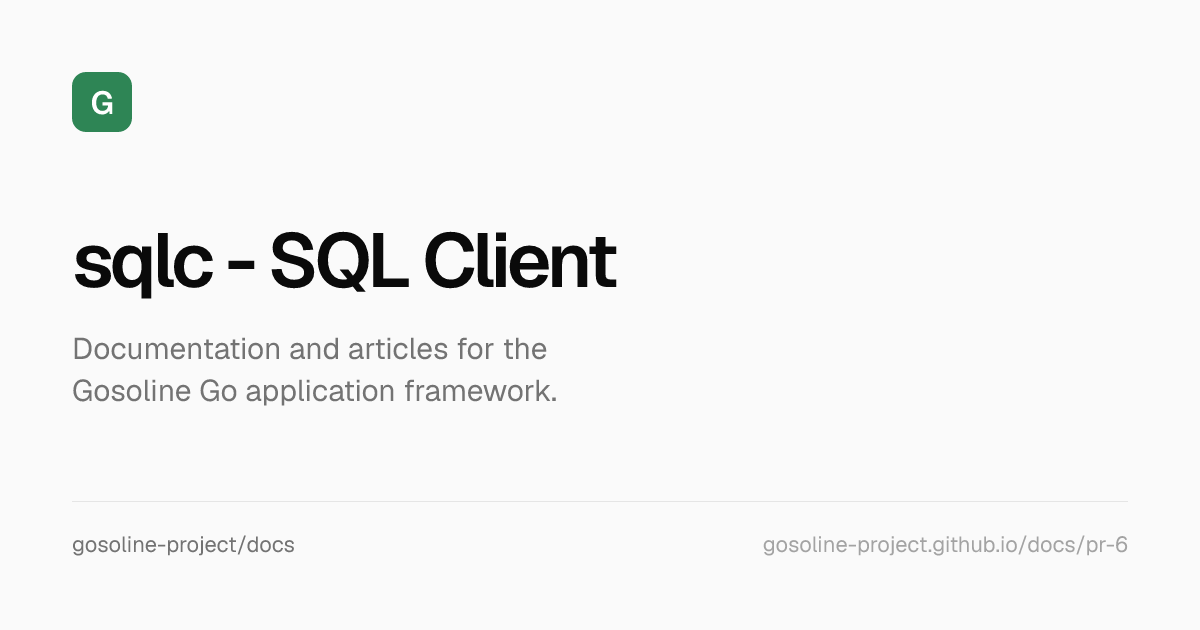 G
sqlc - SQL Client
Documentation and articles for the
Gosoline Go application framework.
gosoline-project/docs
gosoline-project.github.io/docs/pr-6